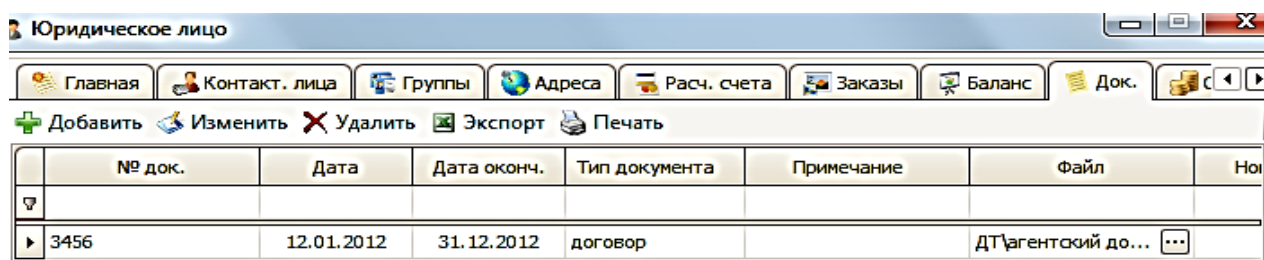 Юридическое лицо
Главная Контакт. лица Группы Адреса Расч. счета Заказы Баланс Док.
Добавить Изменить Удалить Экспорт Печать
№ док. Дата Дата оконч. Тип документа Примечание Файл
3456 12.01.2012 31.12.2012 договор ДТ\агентский до... ...